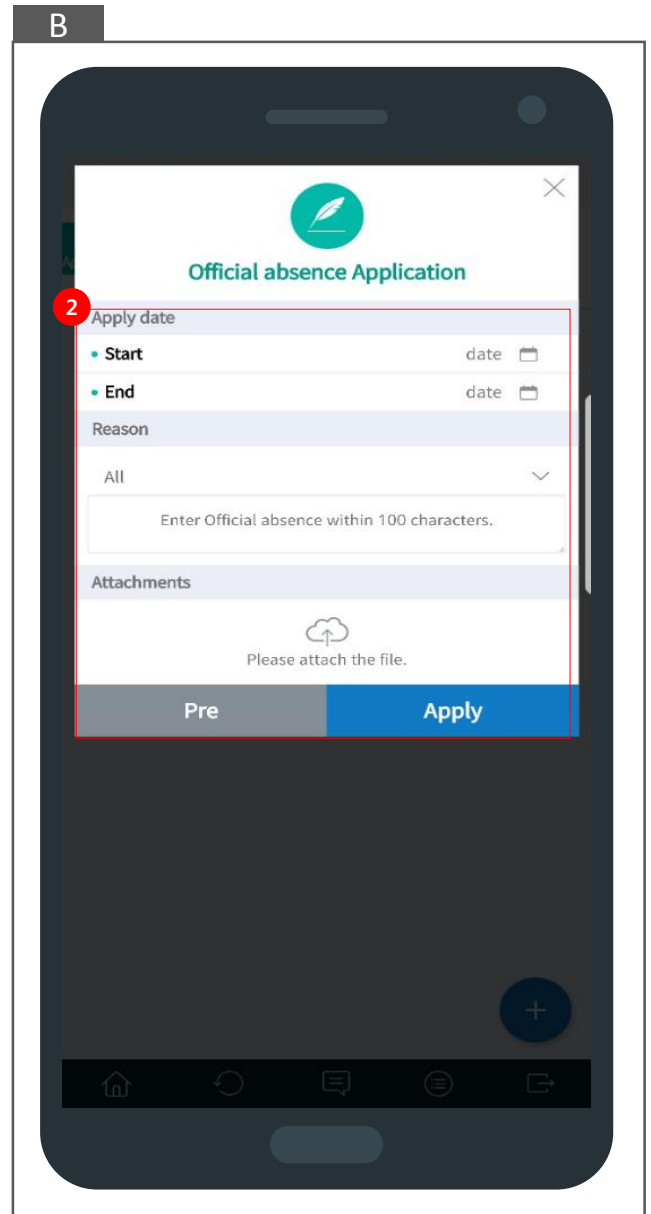 B
Official absence Application
2
Apply date
• Start date
• End date
Reason
All
Enter Official absence within 100 characters.
Attachments
Please attach the file.
Pre Apply